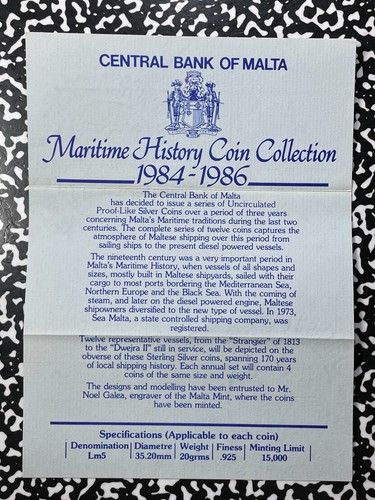 CENTRAL BANK OF MALTA
Maritime History Coin Collection
1984-1986
The Central Bank of Malta
has decided to issue a series of Uncirculated
Proof-Like Silver Coins over a period of three years
concerning Malta's Maritime traditions during the last two
centuries. The complete series of twelve coins captures the
atmosphere of Maltese shipping over this period from
sailing ships to the present diesel powered vessels.
The nineteenth century was a very important period in
Malta's Maritime History, when vessels of all shapes and
sizes, mostly built in Maltese shipyards, sailed with their
cargo to most ports bordering the Mediterranean Sea,
Northern Europe and the Black Sea. With the coming of
steam, and later on the diesel powered engine, Maltese
shipowners diversified to the new type of vessel. In 1973,
Sea Malta, a state controlled shipping company, was
registered.
Twelve representative vessels, from the "Stranger" of 1813
to the "Dwejra II" still in service, will be depicted on the
obverse of these Sterling Silver coins, spanning 170 years
of local shipping history. Each annual set will contain 4
coins of the same size and weight.
The designs and modelling have been entrusted to Mr.
Noel Galea, engraver of the Malta Mint, where the coins
have been minted.
Specifications (Applicable to each coin)
Denomination Diametre Weight Finess Minting Limit
Lm5 35.20mm 20grms .925 15,000